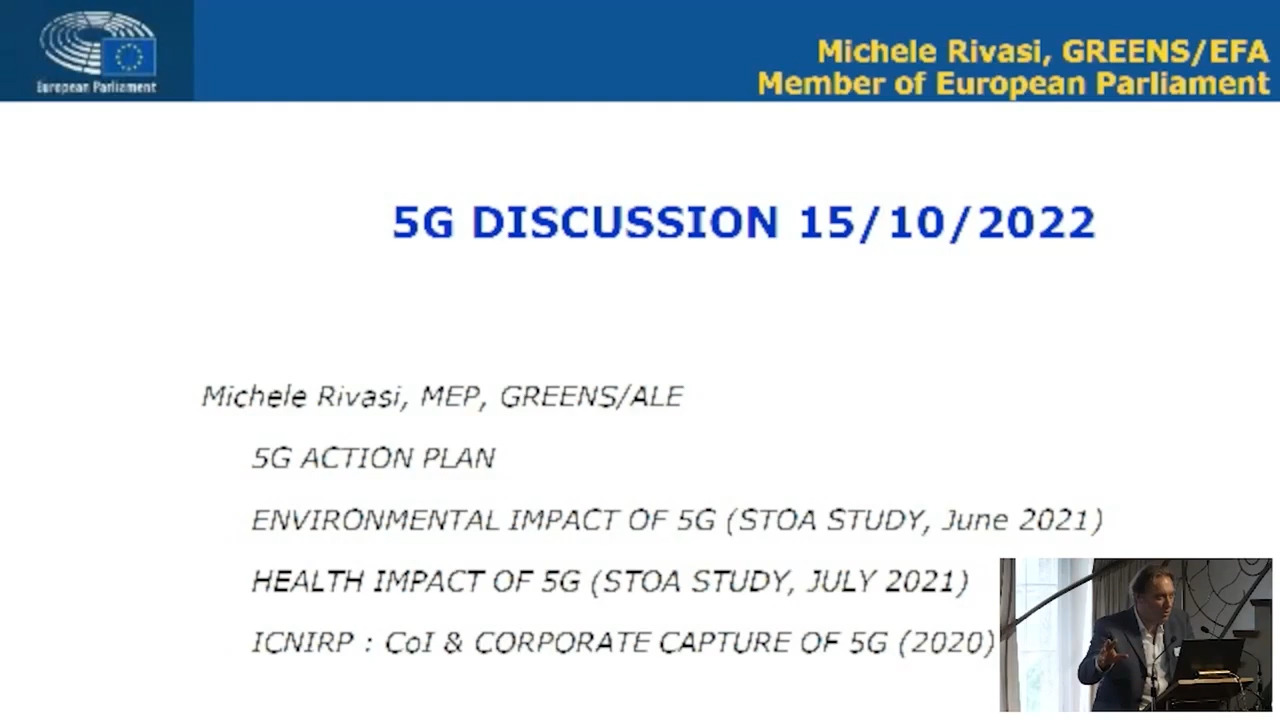 European Parliament
Michele Rivasi, GREENS/EFA
Member of European Parliament
5G DISCUSSION 15/10/2022
Michele Rivasi, MEP, GREENS/ALE
5G ACTION PLAN
ENVIRONMENTAL IMPACT OF 5G (STOA STUDY, June 2021)
HEALTH IMPACT OF 5G (STOA STUDY, JULY 2021)
ICNIRP : CoI & CORPORATE CAPTURE OF 5G (2020)